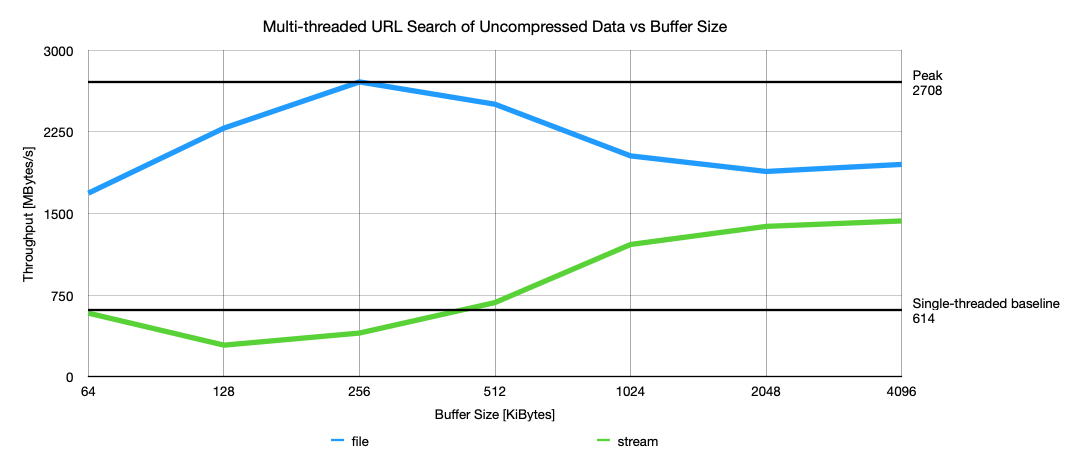 Multi-threaded URL Search of Uncompressed Data vs Buffer Size
3000
2250
1500
750
0
Throughput [MBytes/s]
Peak
2708
Single-threaded baseline
614
64 128 256 512 1024 2048 4096
Buffer Size [KiBytes]
file stream